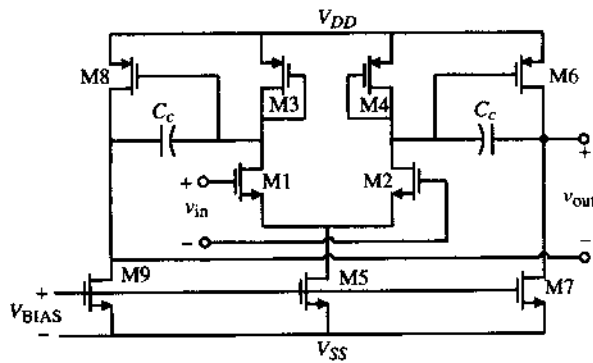 V_DD
M8
M3
M4
M6
C_c
C_c
+
M1
M2
+
v_in
v_out
−
−
M9
M5
M7
+
V_BIAS
−
V_SS